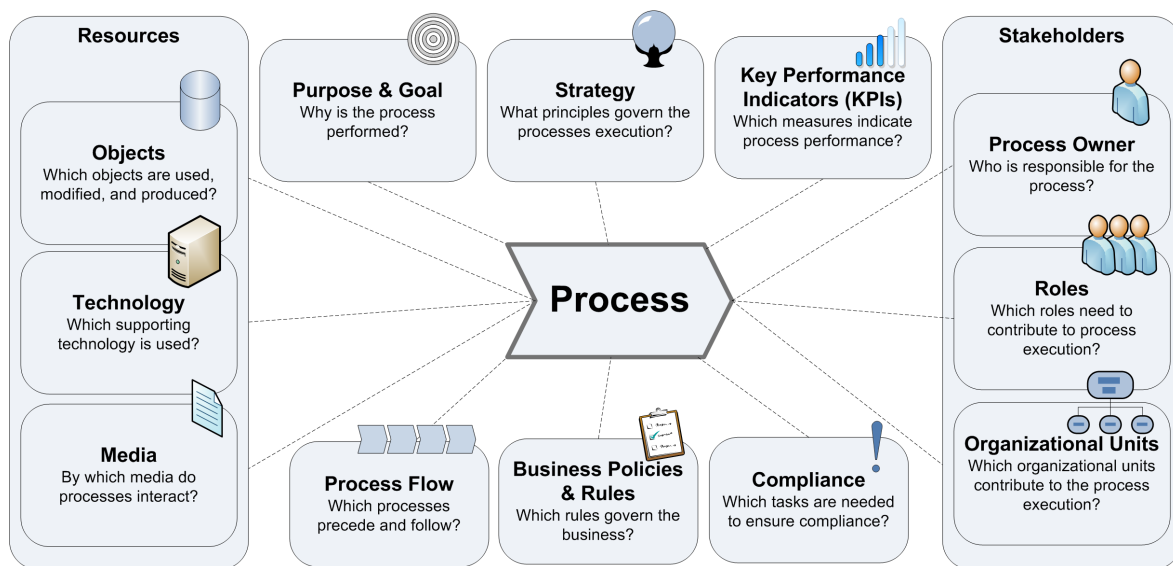 Resources
Objects
Which objects are used,
modified, and produced?
Technology
Which supporting
technology is used?
Media
By which media do
processes interact?
Purpose & Goal
Why is the process
performed?
Strategy
What principles govern the
processes execution?
Key Performance
Indicators (KPIs)
Which measures indicate
process performance?
Process
Process Flow
Which processes
precede and follow?
Business Policies
& Rules
Which rules govern the
business?
Compliance
Which tasks are needed
to ensure compliance?
Stakeholders
Process Owner
Who is responsible for the
process?
Roles
Which roles need to
contribute to process
execution?
Organizational Units
Which organizational units
contribute to the process
execution?